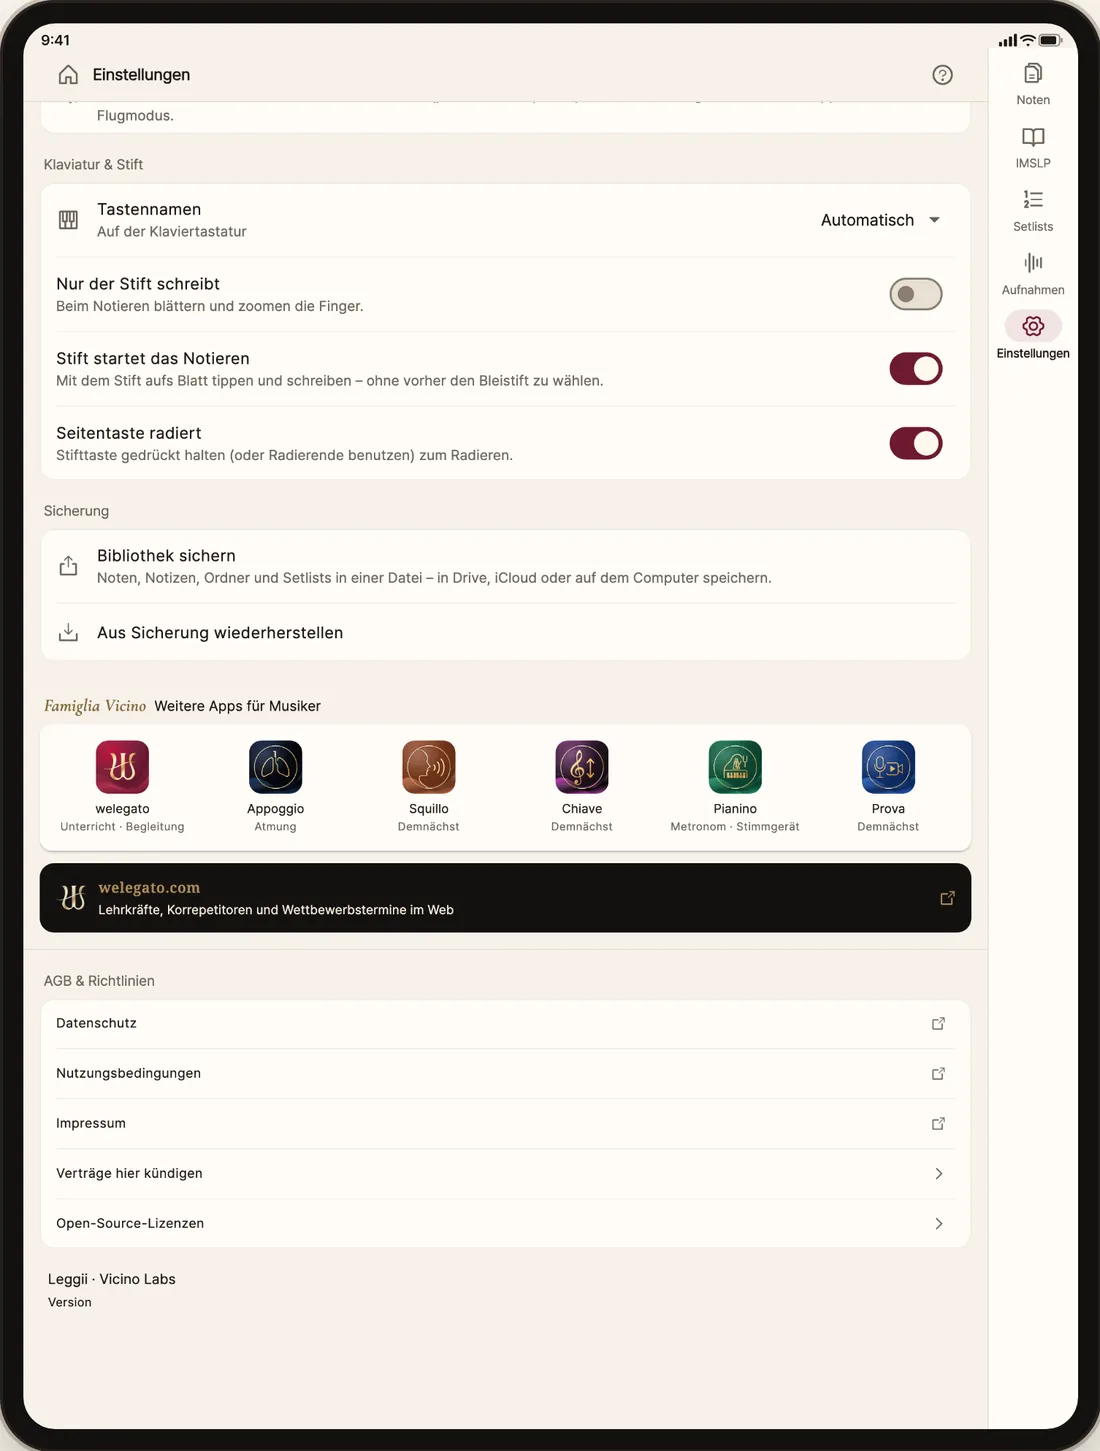 9:41
Einstellungen
Flugmodus.
Klaviatur & Stift
Tastennamen
Auf der Klaviertastatur
Automatisch
Nur der Stift schreibt
Beim Notieren blättern und zoomen die Finger.
Stift startet das Notieren
Mit dem Stift aufs Blatt tippen und schreiben – ohne vorher den Bleistift zu wählen.
Seitentaste radiert
Stifttaste gedrückt halten (oder Radierende benutzen) zum Radieren.
Sicherung
Bibliothek sichern
Noten, Notizen, Ordner und Setlists in einer Datei – in Drive, iCloud oder auf dem Computer speichern.
Aus Sicherung wiederherstellen
Famiglia Vicino Weitere Apps für Musiker
welegato
Unterricht · Begleitung
Appoggio
Atmung
Squillo
Demnächst
Chiave
Demnächst
Pianino
Metronom · Stimmgerät
Prova
Demnächst
welegato.com
Lehrkräfte, Korrepetitoren und Wettbewerbstermine im Web
AGB & Richtlinien
Datenschutz
Nutzungsbedingungen
Impressum
Verträge hier kündigen
Open-Source-Lizenzen
Leggii · Vicino Labs
Version
Noten
IMSLP
Setlists
Aufnahmen
Einstellungen